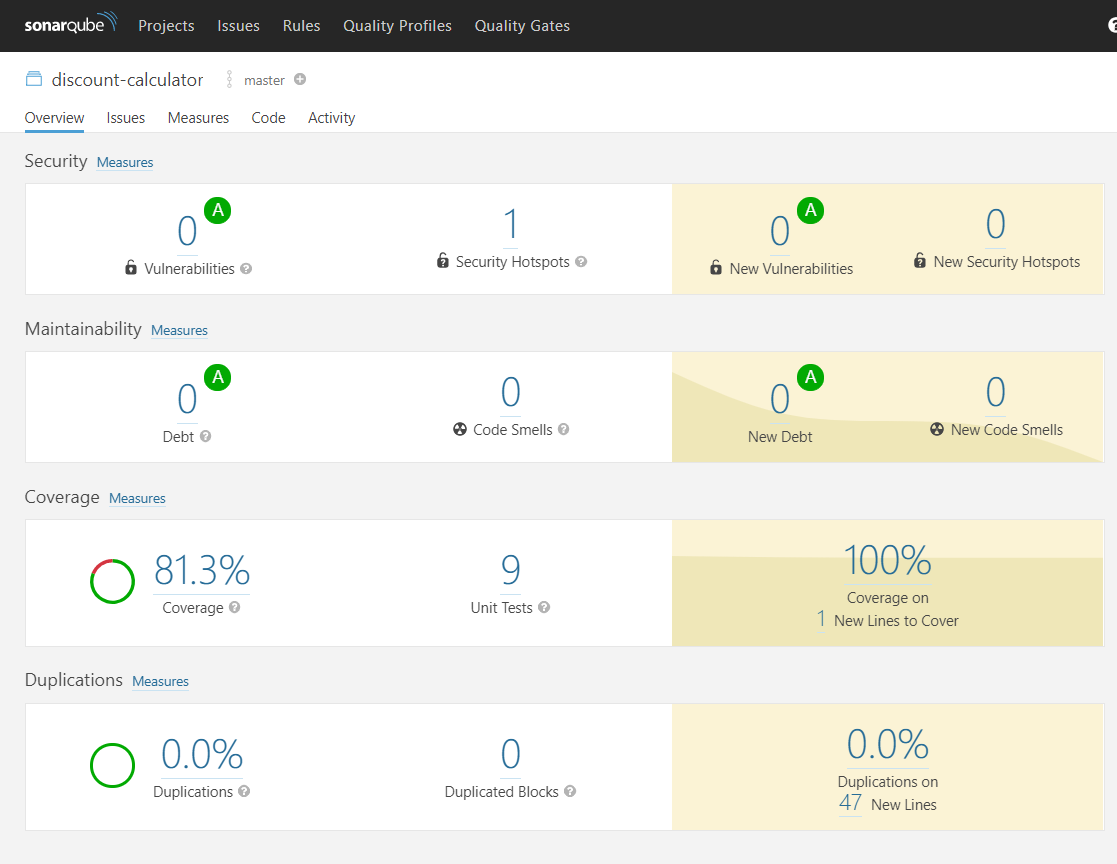 sonarqube Projects Issues Rules Quality Profiles Quality Gates ?
discount-calculator master
Overview Issues Measures Code Activity
Security Measures
0 A 1 0 A 0
Vulnerabilities ? Security Hotspots ? New Vulnerabilities New Security Hotspots
Maintainability Measures
0 A 0 0 A 0
Debt ? Code Smells ? New Debt New Code Smells
Coverage Measures
81.3% 9 100%
Coverage ? Unit Tests ? Coverage on
1 New Lines to Cover
Duplications Measures
0.0% 0 0.0%
Duplications ? Duplicated Blocks ? Duplications on
47 New Lines